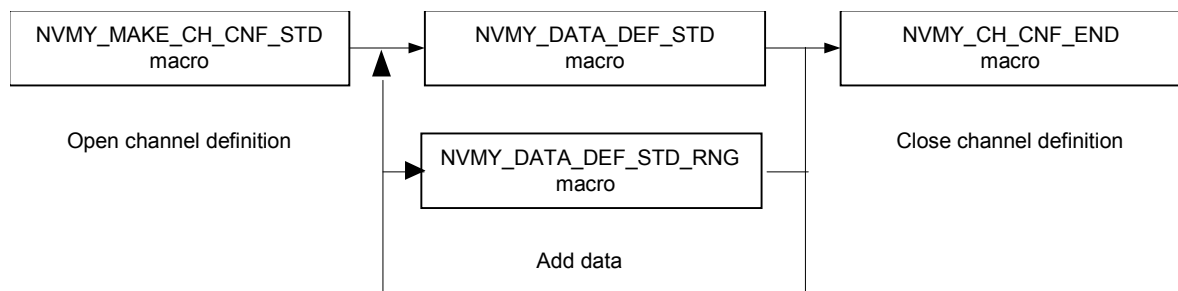 NVMY_MAKE_CH_CNF_STD
macro
NVMY_DATA_DEF_STD
macro
NVMY_CH_CNF_END
macro
Open channel definition
NVMY_DATA_DEF_STD_RNG
macro
Close channel definition
Add data